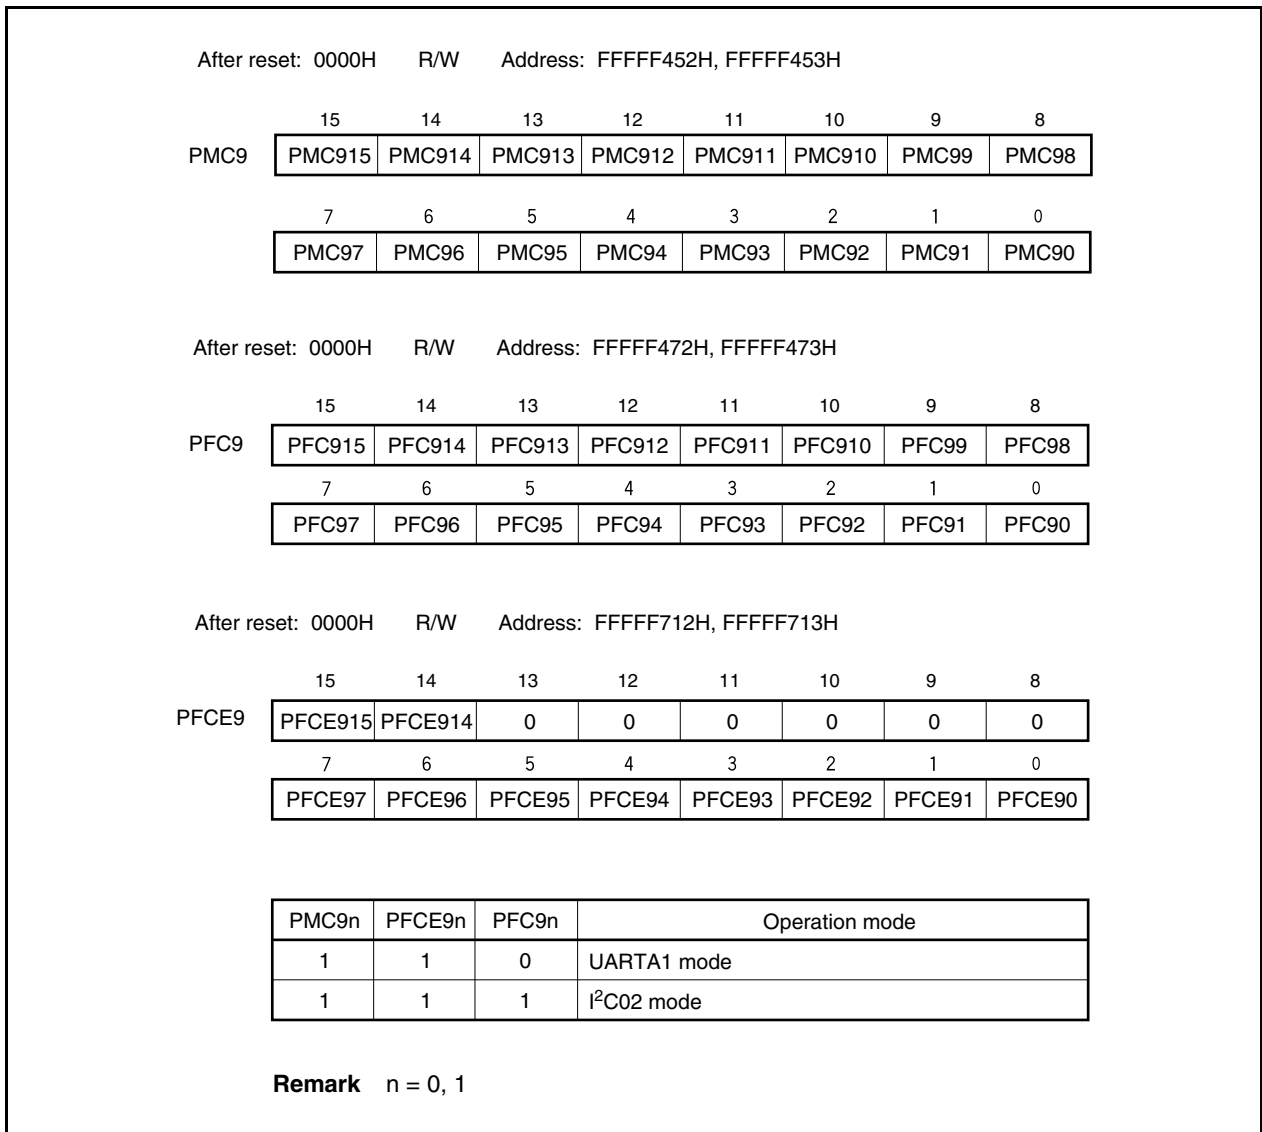 After reset: 0000H R/W Address: FFFFF452H, FFFFF453H
15 14 13 12 11 10 9 8
PMC9 PMC915 PMC914 PMC913 PMC912 PMC911 PMC910 PMC99 PMC98
7 6 5 4 3 2 1 0
PMC97 PMC96 PMC95 PMC94 PMC93 PMC92 PMC91 PMC90
After reset: 0000H R/W Address: FFFFF472H, FFFFF473H
15 14 13 12 11 10 9 8
PFC9 PFC915 PFC914 PFC913 PFC912 PFC911 PFC910 PFC99 PFC98
7 6 5 4 3 2 1 0
PFC97 PFC96 PFC95 PFC94 PFC93 PFC92 PFC91 PFC90
After reset: 0000H R/W Address: FFFFF712H, FFFFF713H
15 14 13 12 11 10 9 8
PFCE9 PFCE915 PFCE914 0 0 0 0 0 0
7 6 5 4 3 2 1 0
PFCE97 PFCE96 PFCE95 PFCE94 PFCE93 PFCE92 PFCE91 PFCE90
PMC9n PFCE9n PFC9n Operation mode
1 1 0 UARTA1 mode
1 1 1 I²C02 mode
Remark n = 0, 1